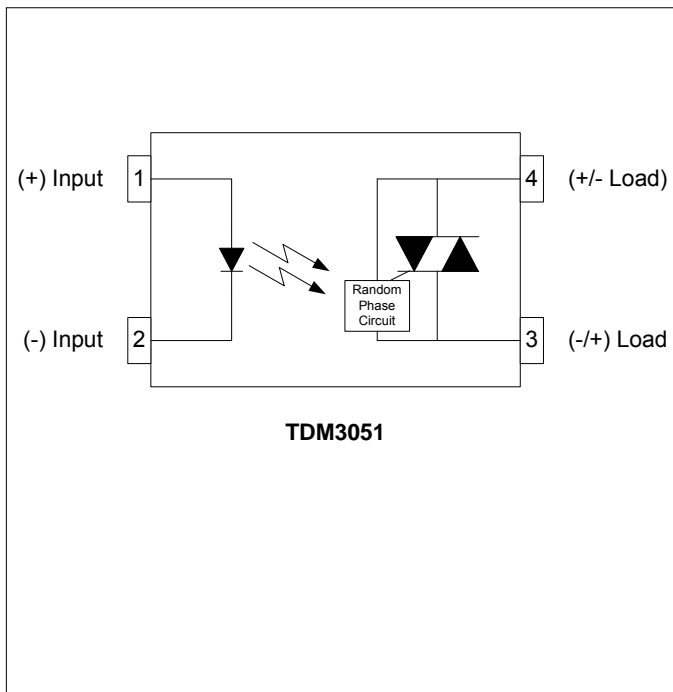 (+) Input 1
4 (+/- Load)
Random
Phase
Circuit
(-) Input 2
3 (-/+) Load
TDM3051